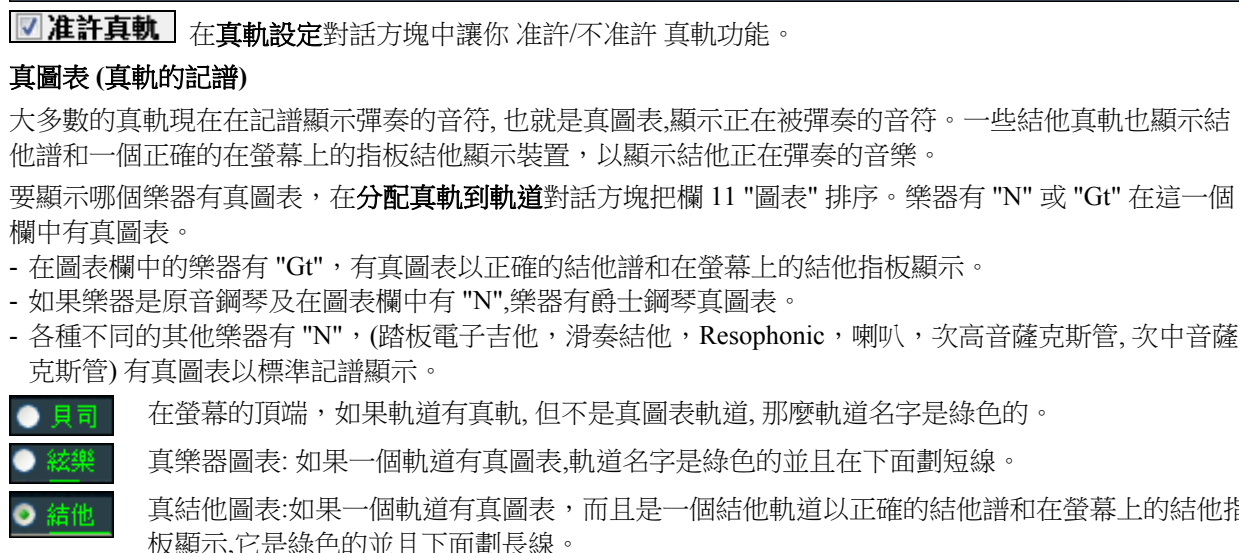 准許真軌 在真軌設定對話方塊中讓你 准許/不准許 真軌功能。
真圖表 (真軌的記譜)
大多數的真軌現在在記譜顯示彈奏的音符, 也就是真圖表,顯示正在被彈奏的音符。一些結他真軌也顯示結
他譜和一個正確的在螢幕上的指板結他顯示裝置，以顯示結他正在彈奏的音樂。
要顯示哪個樂器有真圖表，在分配真軌到軌道對話方塊把欄 11 "圖表" 排序。樂器有 "N" 或 "Gt" 在這一個
欄中有真圖表。
- 在圖表欄中的樂器有 "Gt"，有真圖表以正確的結他譜和在螢幕上的結他指板顯示。
- 如果樂器是原音鋼琴及在圖表欄中有 "N",樂器有爵士鋼琴真圖表。
- 各種不同的其他樂器有 "N"，(踏板電子吉他，滑奏結他，Resophonic，喇叭，次高音薩克斯管, 次中音薩
克斯管) 有真圖表以標準記譜顯示。
貝司 在螢幕的頂端，如果軌道有真軌, 但不是真圖表軌道, 那麼軌道名字是綠色的。
絃樂 真樂器圖表: 如果一個軌道有真圖表,軌道名字是綠色的並且在下面劃短線。
結他 真結他圖表:如果一個軌道有真圖表，而且是一個結他軌道以正確的結他譜和在螢幕上的結他指
板顯示,它是綠色的並且下面劃長線。